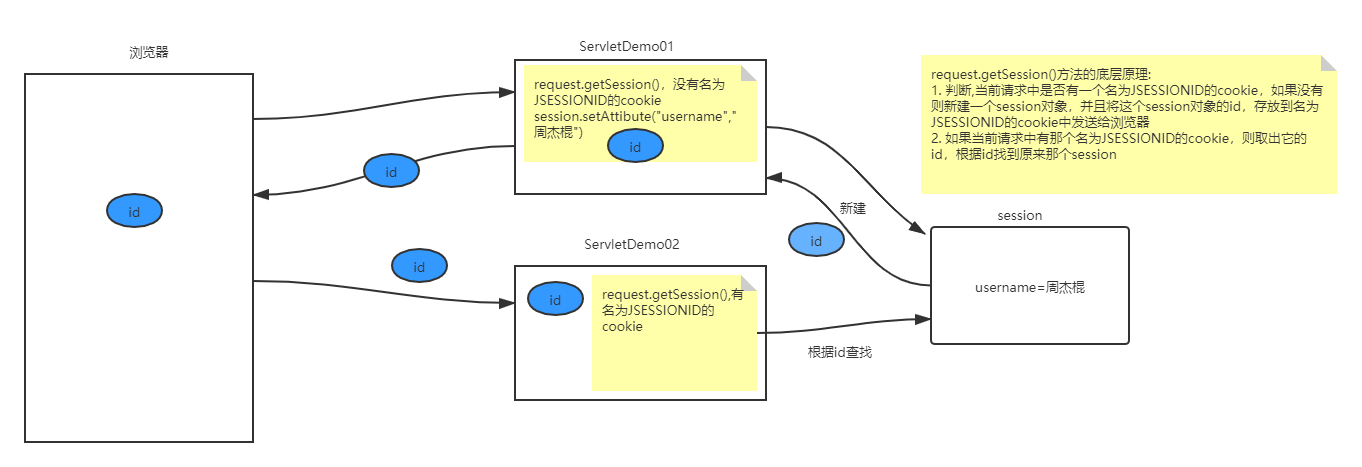 浏览器
ServletDemo01
request.getSession()，没有名为
JSESSIONID的cookie
session.setAttibute("username","
周杰棍")
id
id
id
request.getSession()方法的底层原理:
1. 判断,当前请求中是否有一个名为JSESSIONID的cookie，如果没有
则新建一个session对象，并且将这个session对象的id，存放到名为
JSESSIONID的cookie中发送给浏览器
2. 如果当前请求中有那个名为JSESSIONID的cookie，则取出它的
id，根据id找到原来那个session
新建
id
session
username=周杰棍
id
ServletDemo02
id
request.getSession(),有
名为JSESSIONID的
cookie
根据id查找